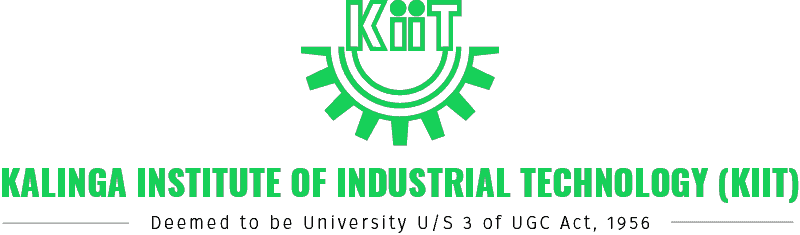 KiiT
KALINGA INSTITUTE OF INDUSTRIAL TECHNOLOGY (KIIT)
Deemed to be University U/S 3 of UGC Act, 1956